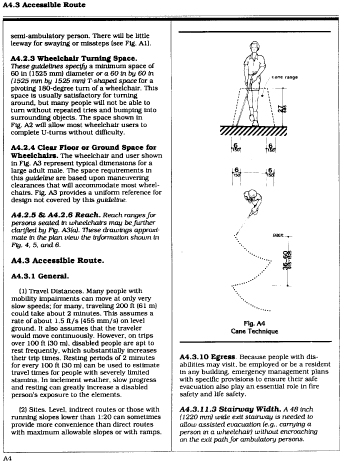 A4.3 Accessible Route
semi-ambulatory person. There will be little
leeway for swaying or missteps (see Fig. A1).
A4.2.3 Wheelchair Turning Space.
These guidelines specify a minimum space of
60 in (1525 mm) diameter or a 60 in by 60 in
(1525 mm by 1525 mm) T-shaped space for a
pivoting 180-degree turn of a wheelchair. This
space is usually satisfactory for turning
around, but many people will not be able to
turn without repeated tries and bumping into
surrounding objects. The space shown in
Fig. A2 will allow most wheelchair users to
complete U-turns without difficulty.
A4.2.4 Clear Floor or Ground Space for
Wheelchairs. The wheelchair and user shown
in Fig. A3 represent typical dimensions for a
large adult male. The space requirements in
this guideline are based upon maneuvering
clearances that will accommodate most wheel-
chairs. Fig. A3 provides a uniform reference for
design not covered by this guideline.
A4.2.5 & A4.2.6 Reach. Reach ranges for
persons seated in wheelchairs may be further
clarified by Fig. A3(a). These drawings approxi-
mate in the plan view the information shown in
Fig. 4, 5, and 6.
A4.3 Accessible Route.
A4.3.1 General.
(1) Travel Distances. Many people with
mobility impairments can move at only very
slow speeds; for many, traveling 200 ft (61 m)
could take about 2 minutes. This assumes a
rate of about 1.5 ft/s (455 mm/s) on level
ground. It also assumes that the traveler
would move continuously. However, on trips
over 100 ft (30 m), disabled people are apt to
rest frequently, which substantially increases
their trip times. Resting periods of 2 minutes
for every 100 ft (30 m) can be used to estimate
travel times for people with severely limited
stamina. In inclement weather, slow progress
and resting can greatly increase a disabled
person's exposure to the elements.
(2) Sites. Level, indirect routes or those with
running slopes lower than 1:20 can sometimes
provide more convenience than direct routes
with maximum allowable slopes or with ramps.
cane range
27
6
6
6
6
Fig. A4
Cane Technique
A4.3.10 Egress. Because people with dis-
abilities may visit, be employed or be a resident
in any building, emergency management plans
with specific provisions to ensure their safe
evacuation also play an essential role in fire
safety and life safety.
A4.3.11.3 Stairway Width. A 48 inch
(1220 mm) wide exit stairway is needed to
allow assisted evacuation (e.g., carrying a
person in a wheelchair) without encroaching
on the exit path for ambulatory persons.
A4